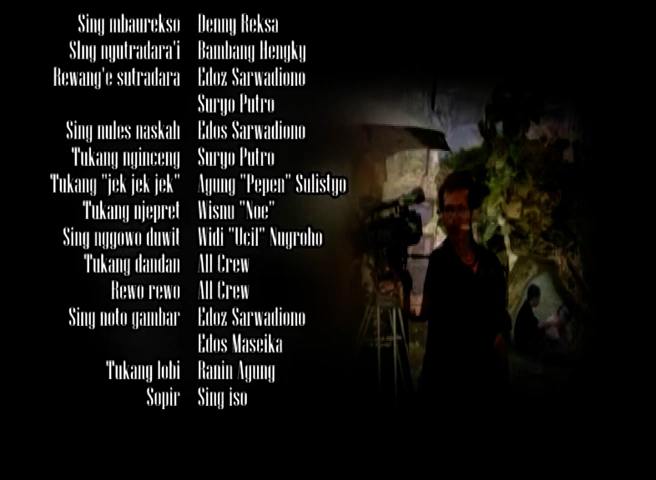 Sing mbaurekso Denny Reksa
SIng nyutradara'i Bambang Hengky
Rewang'e sutradara Edoz Sarwadiono
Suryo Putro
Sing nules naskah Edos Sarwadiono
Tukang nginceng Suryo Putro
Tukang "jek jek jek" Agung "Pepen" Sulistyo
Tukang njepret Wisnu "Noe"
Sing nggowo duwit Widi "Ucil" Nugroho
Tukang dandan All Crew
Rewo rewo All Crew
Sing noto gambar Edoz Sarwadiono
Edos Maseika
Tukang lobi Ranin Agung
Sopir Sing iso